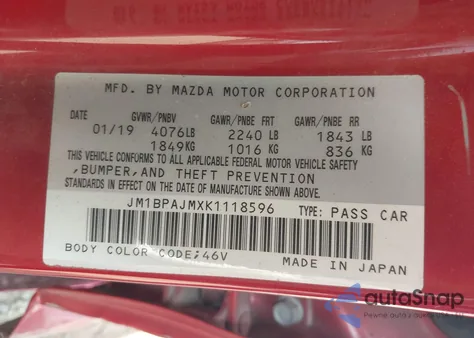 MFD. BY MAZDA MOTOR CORPORATION
DATE GVWR/PNBV GAWR/PNBE FRT GAWR/PNBE RR
01/19 4076LB 2240 LB 1843 LB
1849KG 1016 KG 836 KG
THIS VEHICLE CONFORMS TO ALL APPLICABLE FEDERAL MOTOR VEHICLE SAFETY
,BUMPER,AND THEFT PREVENTION
STANDARDS IN EFFECT ON THE DATE OF MANUFACTURE SHOWN ABOVE.
JM1BPAJMXK1118596 TYPE: PASS CAR
BODY COLOR CODE;46V
MADE IN JAPAN
autaSnap
Pewne auto z